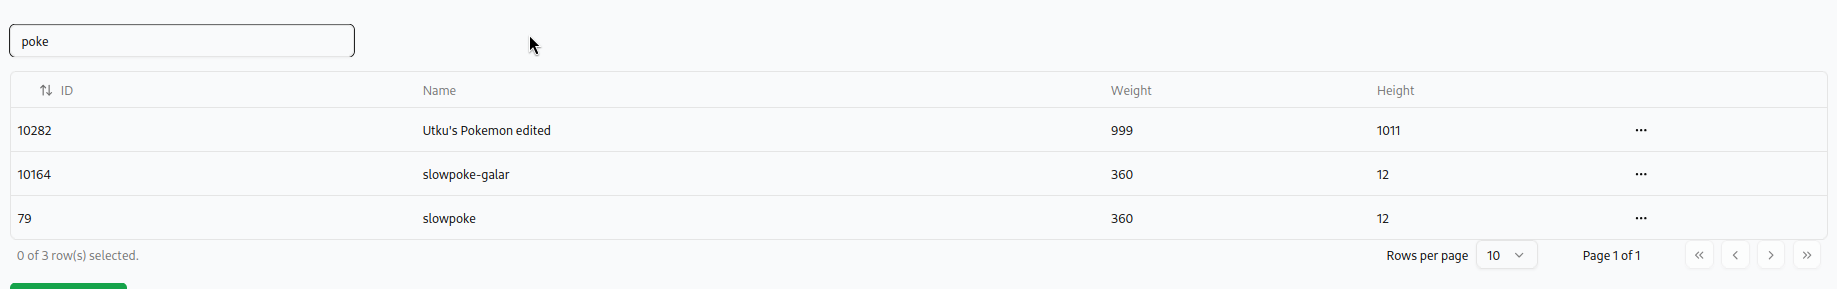 poke
ID Name Weight Height
10282 Utku's Pokemon edited 999 1011 ...
10164 slowpoke-galar 360 12 ...
79 slowpoke 360 12 ...
0 of 3 row(s) selected. Rows per page 10 Page 1 of 1